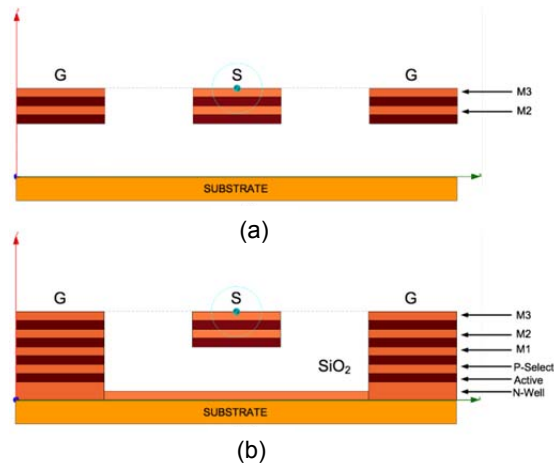 G S G
M3
M2
SUBSTRATE
(a)
G S G
M3
M2
M1
SiO₂
P-Select
Active
N-Well
SUBSTRATE
(b)